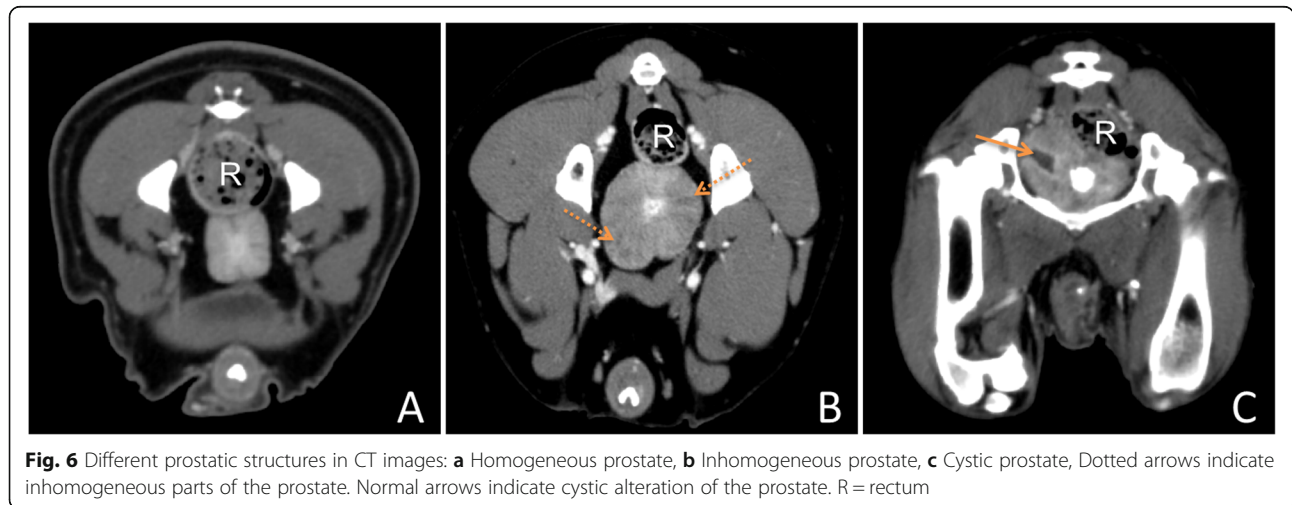 R
A
R
B
R
C
Fig. 6 Different prostatic structures in CT images: a Homogeneous prostate, b Inhomogeneous prostate, c Cystic prostate, Dotted arrows indicate
inhomogeneous parts of the prostate. Normal arrows indicate cystic alteration of the prostate. R = rectum